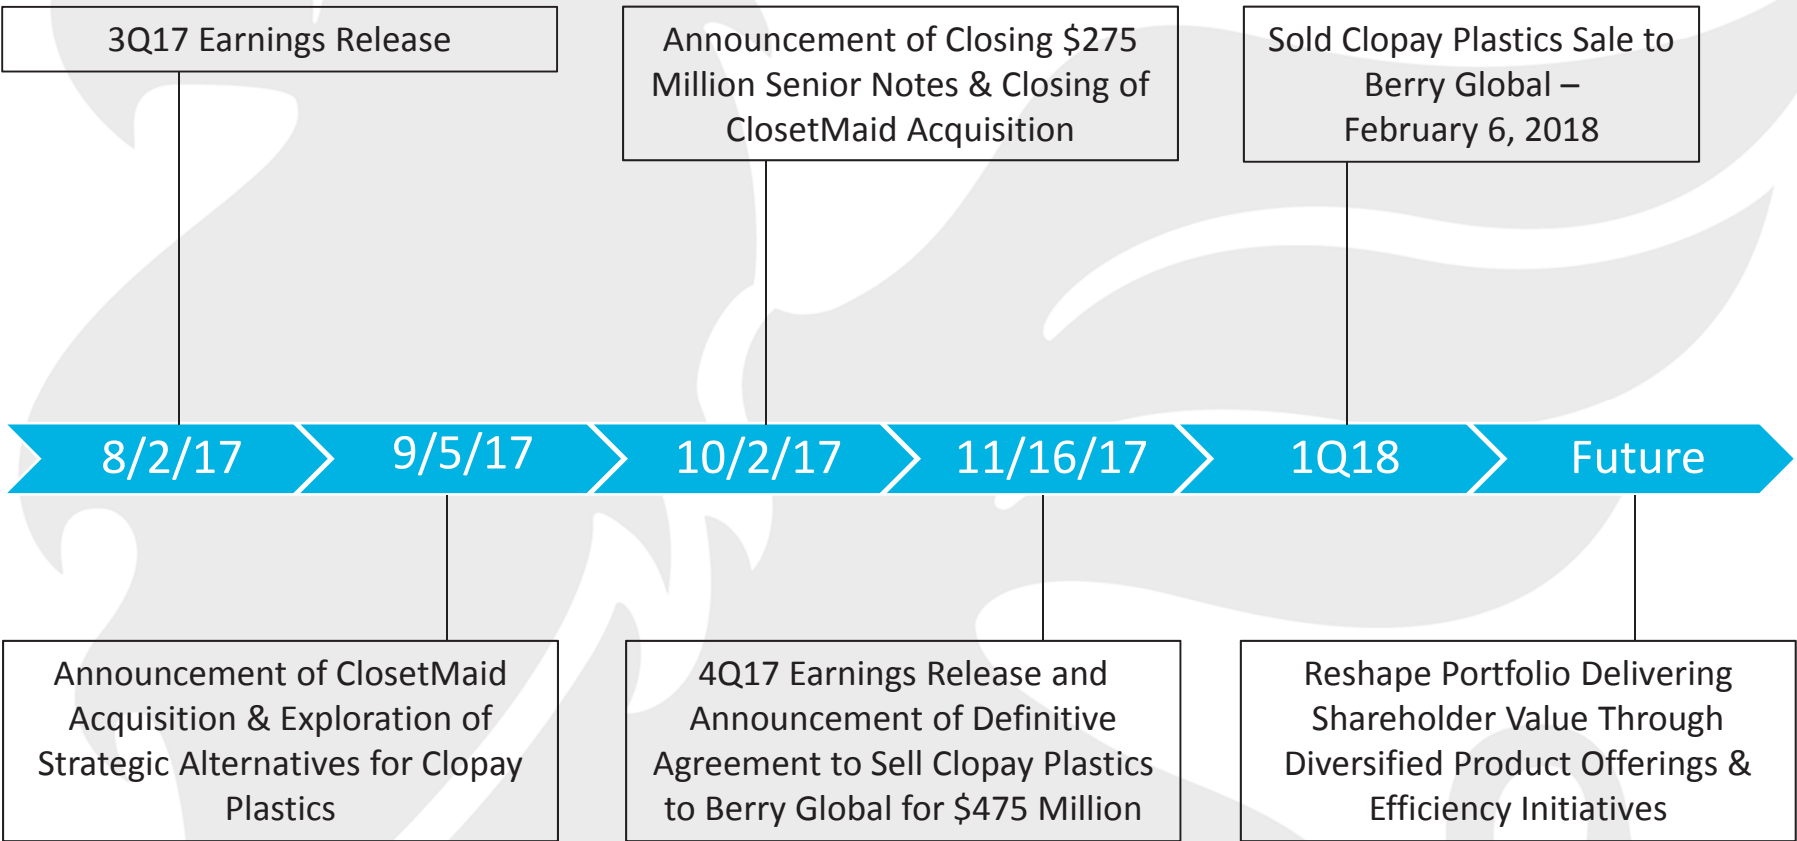 3Q17 Earnings Release
Announcement of Closing $275
Million Senior Notes & Closing of
ClosetMaid Acquisition
Sold Clopay Plastics Sale to
Berry Global –
February 6, 2018
8/2/17
9/5/17
10/2/17
11/16/17
1Q18
Future
Announcement of ClosetMaid
Acquisition & Exploration of
Strategic Alternatives for Clopay
Plastics
4Q17 Earnings Release and
Announcement of Definitive
Agreement to Sell Clopay Plastics
to Berry Global for $475 Million
Reshape Portfolio Delivering
Shareholder Value Through
Diversified Product Offerings &
Efficiency Initiatives